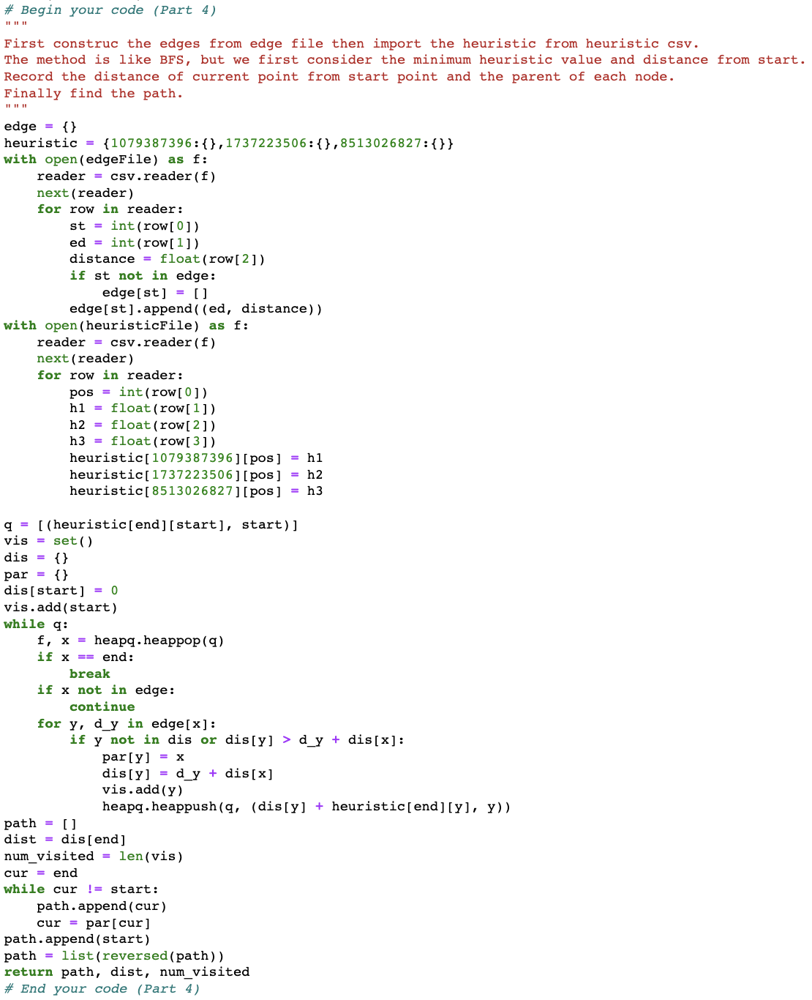 # Begin your code (Part 4)
"""
First construc the edges from edge file then import the heuristic from heuristic csv.
The method is like BFS, but we first consider the minimum heuristic value and distance from start.
Record the distance of current point from start point and the parent of each node.
Finally find the path.
"""
edge = {}
heuristic = {1079387396:{},1737223506:{},8513026827:{}}
with open(edgeFile) as f:
    reader = csv.reader(f)
    next(reader)
    for row in reader:
        st = int(row[0])
        ed = int(row[1])
        distance = float(row[2])
        if st not in edge:
            edge[st] = []
        edge[st].append((ed, distance))
with open(heuristicFile) as f:
    reader = csv.reader(f)
    next(reader)
    for row in reader:
        pos = int(row[0])
        h1 = float(row[1])
        h2 = float(row[2])
        h3 = float(row[3])
        heuristic[1079387396][pos] = h1
        heuristic[1737223506][pos] = h2
        heuristic[8513026827][pos] = h3

q = [(heuristic[end][start], start)]
vis = set()
dis = {}
par = {}
dis[start] = 0
vis.add(start)
while q:
    f, x = heapq.heappop(q)
    if x == end:
        break
    if x not in edge:
        continue
    for y, d_y in edge[x]:
        if y not in dis or dis[y] > d_y + dis[x]:
            par[y] = x
            dis[y] = d_y + dis[x]
            vis.add(y)
            heapq.heappush(q, (dis[y] + heuristic[end][y], y))
path = []
dist = dis[end]
num_visited = len(vis)
cur = end
while cur != start:
    path.append(cur)
    cur = par[cur]
path.append(start)
path = list(reversed(path))
return path, dist, num_visited
# End your code (Part 4)